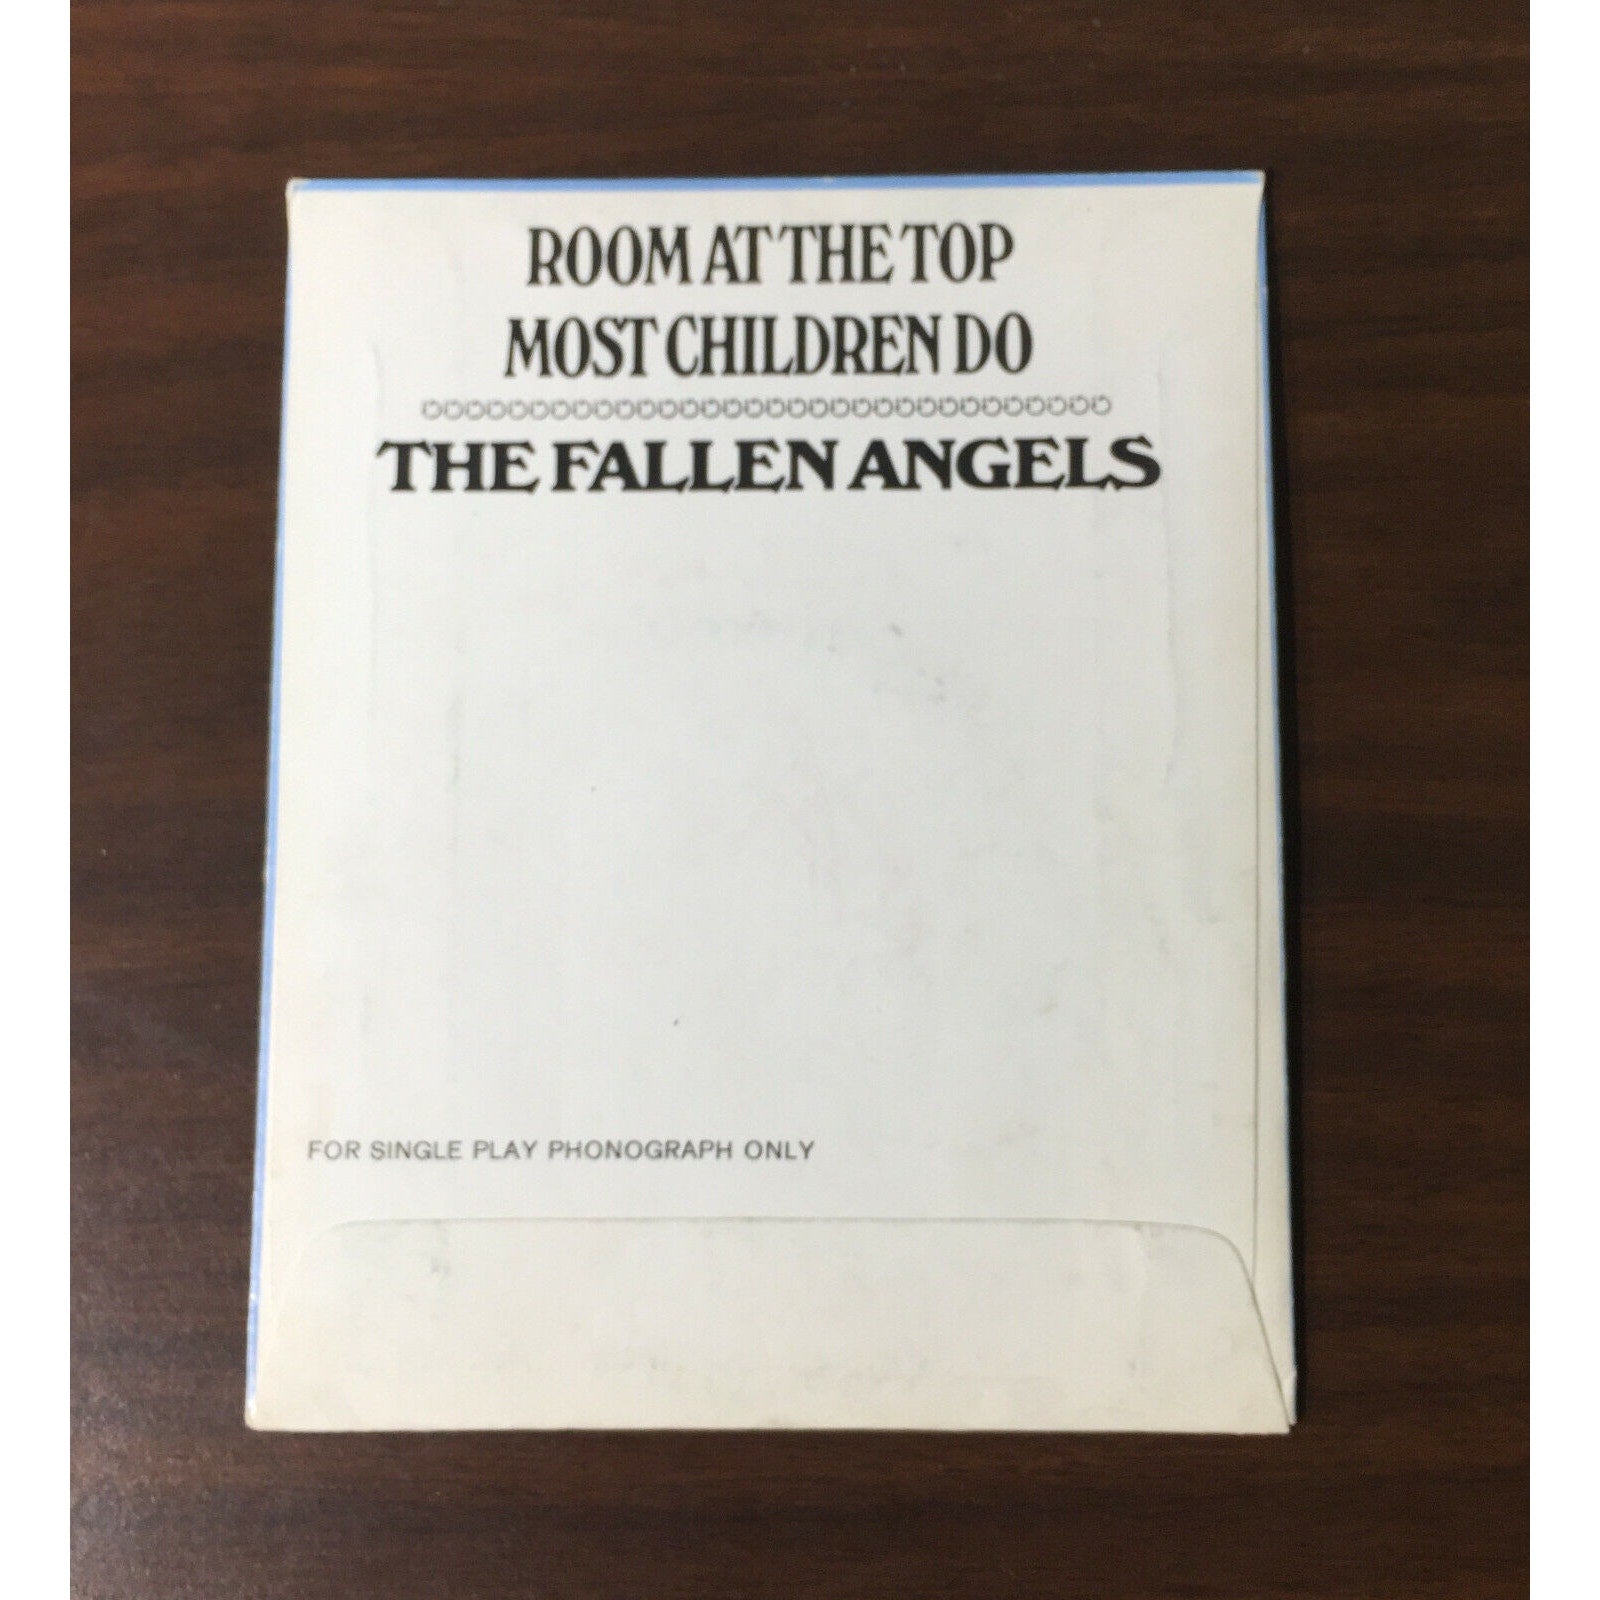 ROOM AT THE TOP
MOST CHILDREN DO
THE FALLEN ANGELS
FOR SINGLE PLAY PHONOGRAPH ONLY